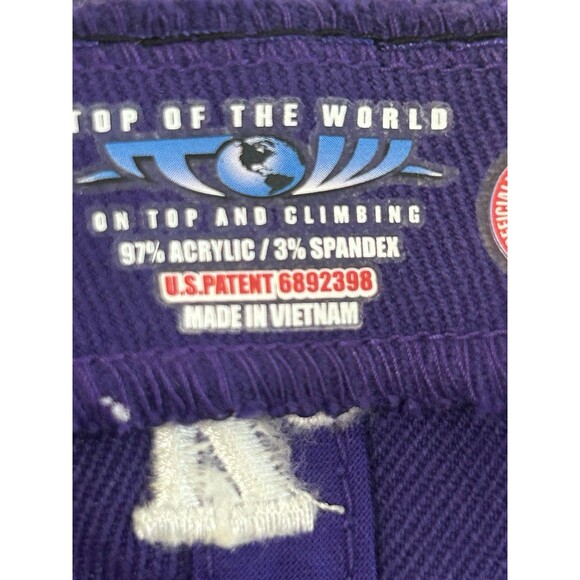 TOP OF THE WORLD
TOW
ON TOP AND CLIMBING
97% ACRYLIC / 3% SPANDEX
U.S.PATENT 6892398
MADE IN VIETNAM